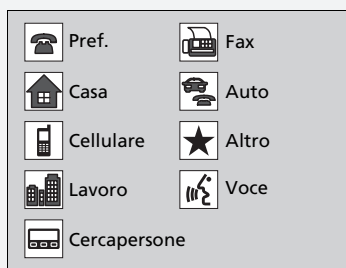 Pref.
Fax
Casa
Auto
Cellulare
Altro
Lavoro
Voce
Cercapersone